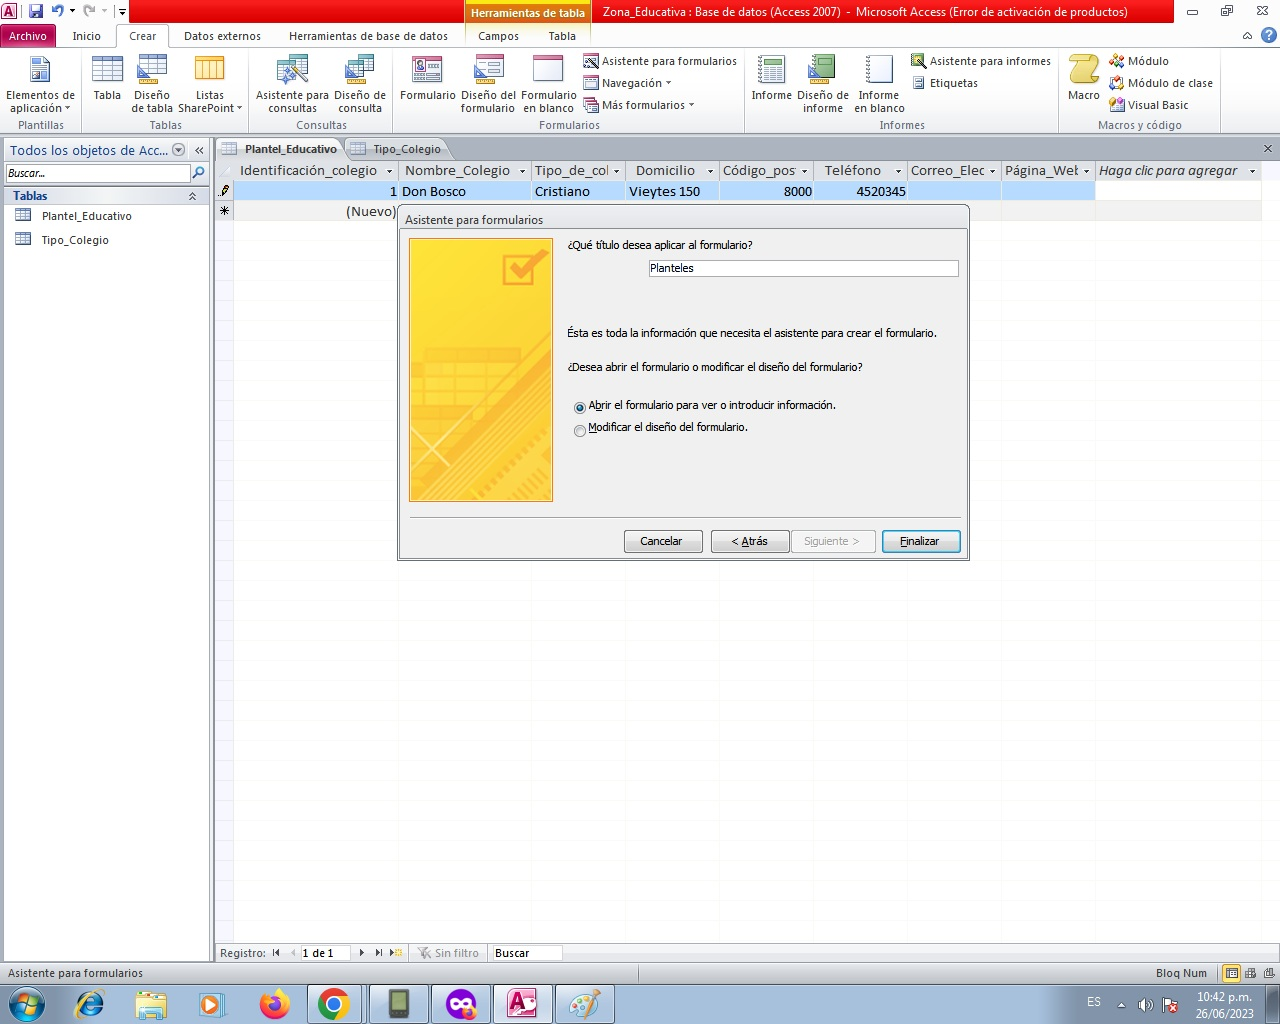 Herramientas de tabla
Zona_Educativa : Base de datos (Access 2007) - Microsoft Access (Error de activación de productos)
Archivo Inicio Crear Datos externos Herramientas de base de datos Campos Tabla
Elementos de aplicación
Tabla
Diseño de tabla
Listas SharePoint
Asistente para consultas
Diseño de consulta
Formulario
Diseño del formulario
Formulario en blanco
Asistente para formularios
Navegación
Más formularios
Informe
Diseño de informe
Informe en blanco
Asistente para informes
Etiquetas
Macro
Módulo
Módulo de clase
Visual Basic
Plantillas Tablas Consultas Formularios Informes Macros y código
Todos los objetos de Acc...
Buscar...
Tablas
Plantel_Educativo
Tipo_Colegio
Plantel_Educativo Tipo_Colegio
Identificación_colegio Nombre_Colegio Tipo_de_col Domicilio Código_pos Teléfono Correo_Elec Página_Web Haga clic para agregar
1 Don Bosco Cristiano Vieytes 150 8000 4520345
(Nuevo)
Asistente para formularios
¿Qué título desea aplicar al formulario?
Planteles
Ésta es toda la información que necesita el asistente para crear el formulario.
¿Desea abrir el formulario o modificar el diseño del formulario?
Abrir el formulario para ver o introducir información.
Modificar el diseño del formulario.
Cancelar < Atrás Siguiente > Finalizar
Registro: 1 de 1 Sin filtro Buscar
Asistente para formularios Bloq Num
ES
10:42 p.m.
26/06/2023